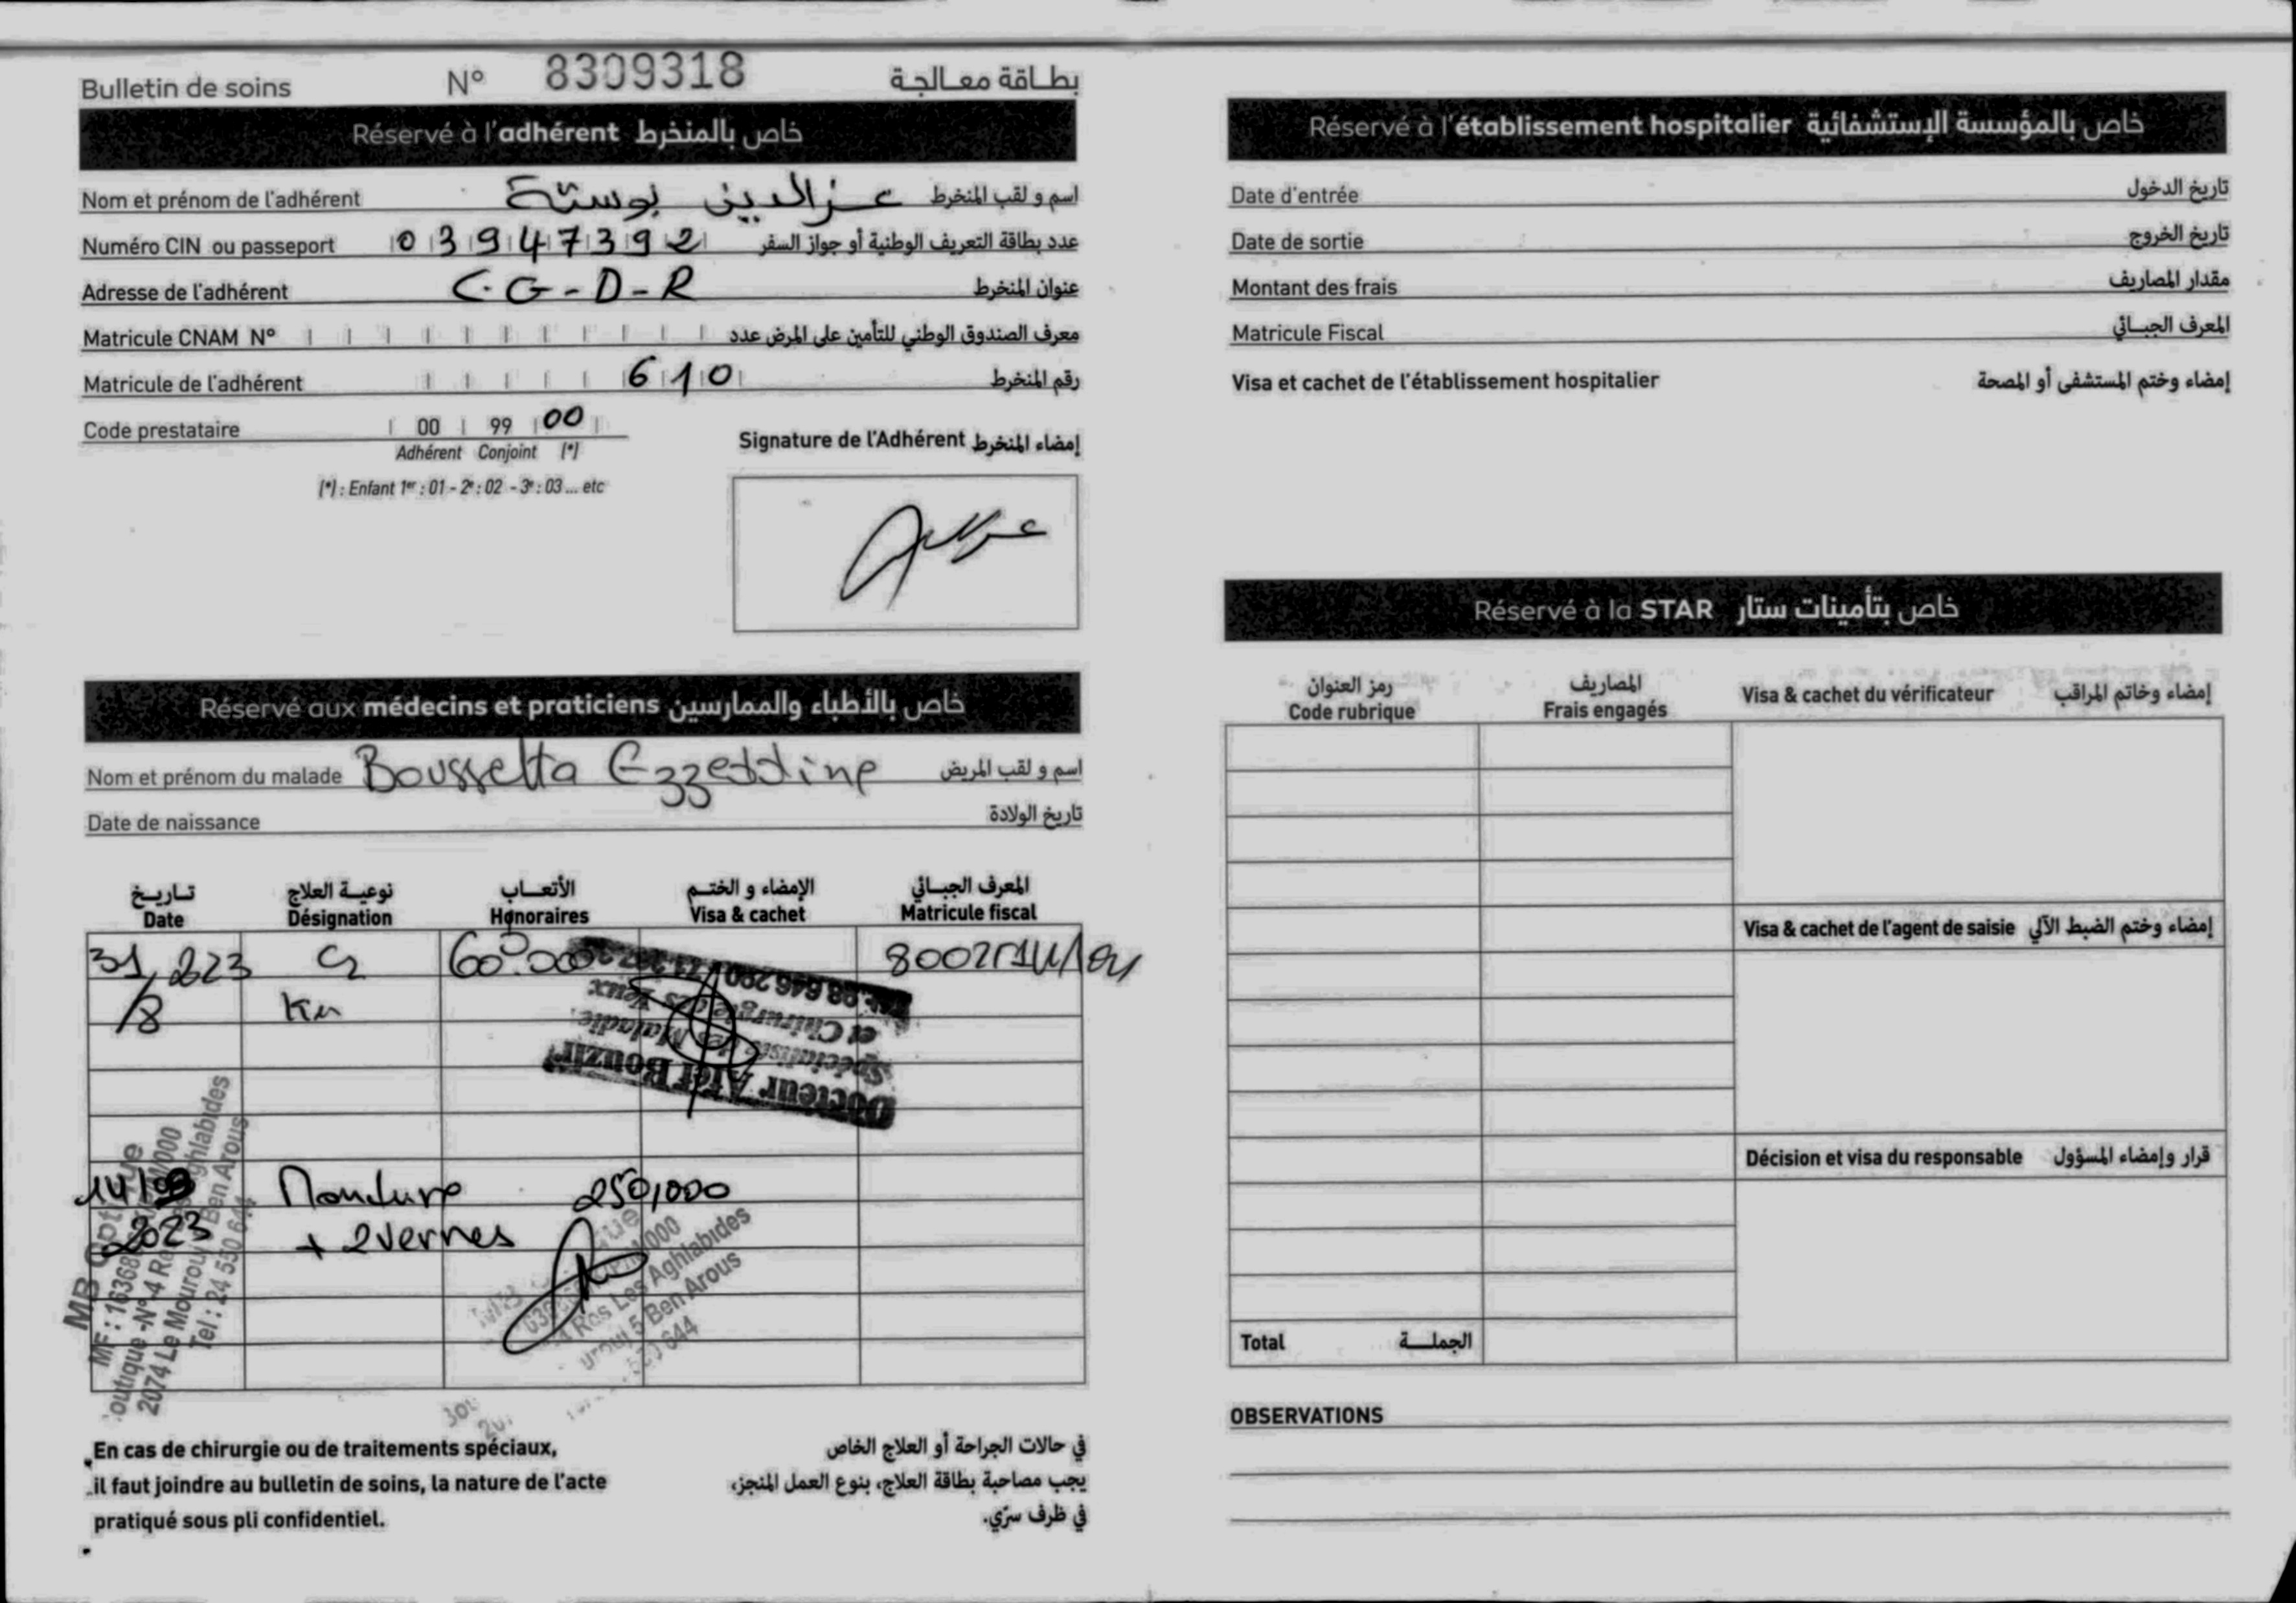 Bulletin de soins N° 8309318 بطاقة معالجة
Réservé à l'adhérent خاص بالمنخرط
Nom et prénom de l'adhérent عزالدين بوستة اسم و لقب المنخرط
Numéro CIN ou passeport 03947392 عدد بطاقة التعريف الوطنية أو جواز السفر
Adresse de l'adhérent C.G-D-R عنوان المنخرط
Matricule CNAM N° معرف الصندوق الوطني للتأمين على المرض عدد
Matricule de l'adhérent 610 رقم المنخرط
Code prestataire 00 99 00
Adhérent Conjoint (*)
(*) : Enfant 1er : 01 - 2e : 02 - 3e : 03 ... etc
Signature de l'Adhérent إمضاء المنخرط
Réservé aux médecins et praticiens خاص بالأطباء والممارسين
Nom et prénom du malade Boussetta Ezzeddine اسم و لقب المريض
Date de naissance تاريخ الولادة
تاريخ نوعية العلاج الأتعاب الإمضاء و الختم المعرف الجبائي
Date Désignation Honoraires Visa & cachet Matricule fiscal
31/8 2023 C2 60.000
Docteur Bouzir
Spécialiste des Maladie
et Chirurgie des Yeux
14/09 Monture 250,000
2023 + 2 verres
MB Optique
2074 Le Mourouj 5 Ben Arous
Tel : 24 550 644
Les Aghlabides
Ben Arous
En cas de chirurgie ou de traitements spéciaux,
il faut joindre au bulletin de soins, la nature de l'acte
pratiqué sous pli confidentiel.
في حالات الجراحة أو العلاج الخاص
يجب مصاحبة بطاقة العلاج، بنوع العمل المنجز،
في ظرف سرّي.
Réservé à l'établissement hospitalier خاص بالمؤسسة الإستشفائية
Date d'entrée تاريخ الدخول
Date de sortie تاريخ الخروج
Montant des frais مقدار المصاريف
Matricule Fiscal المعرف الجبائي
Visa et cachet de l'établissement hospitalier إمضاء وختم المستشفى أو المصحة
Réservé à la STAR خاص بتأمينات ستار
رمز العنوان المصاريف
Code rubrique Frais engagés Visa & cachet du vérificateur إمضاء وخاتم المراقب
Visa & cachet de l'agent de saisie إمضاء وختم الضبط الآلي
Décision et visa du responsable قرار وإمضاء المسؤول
Total الجملة
OBSERVATIONS